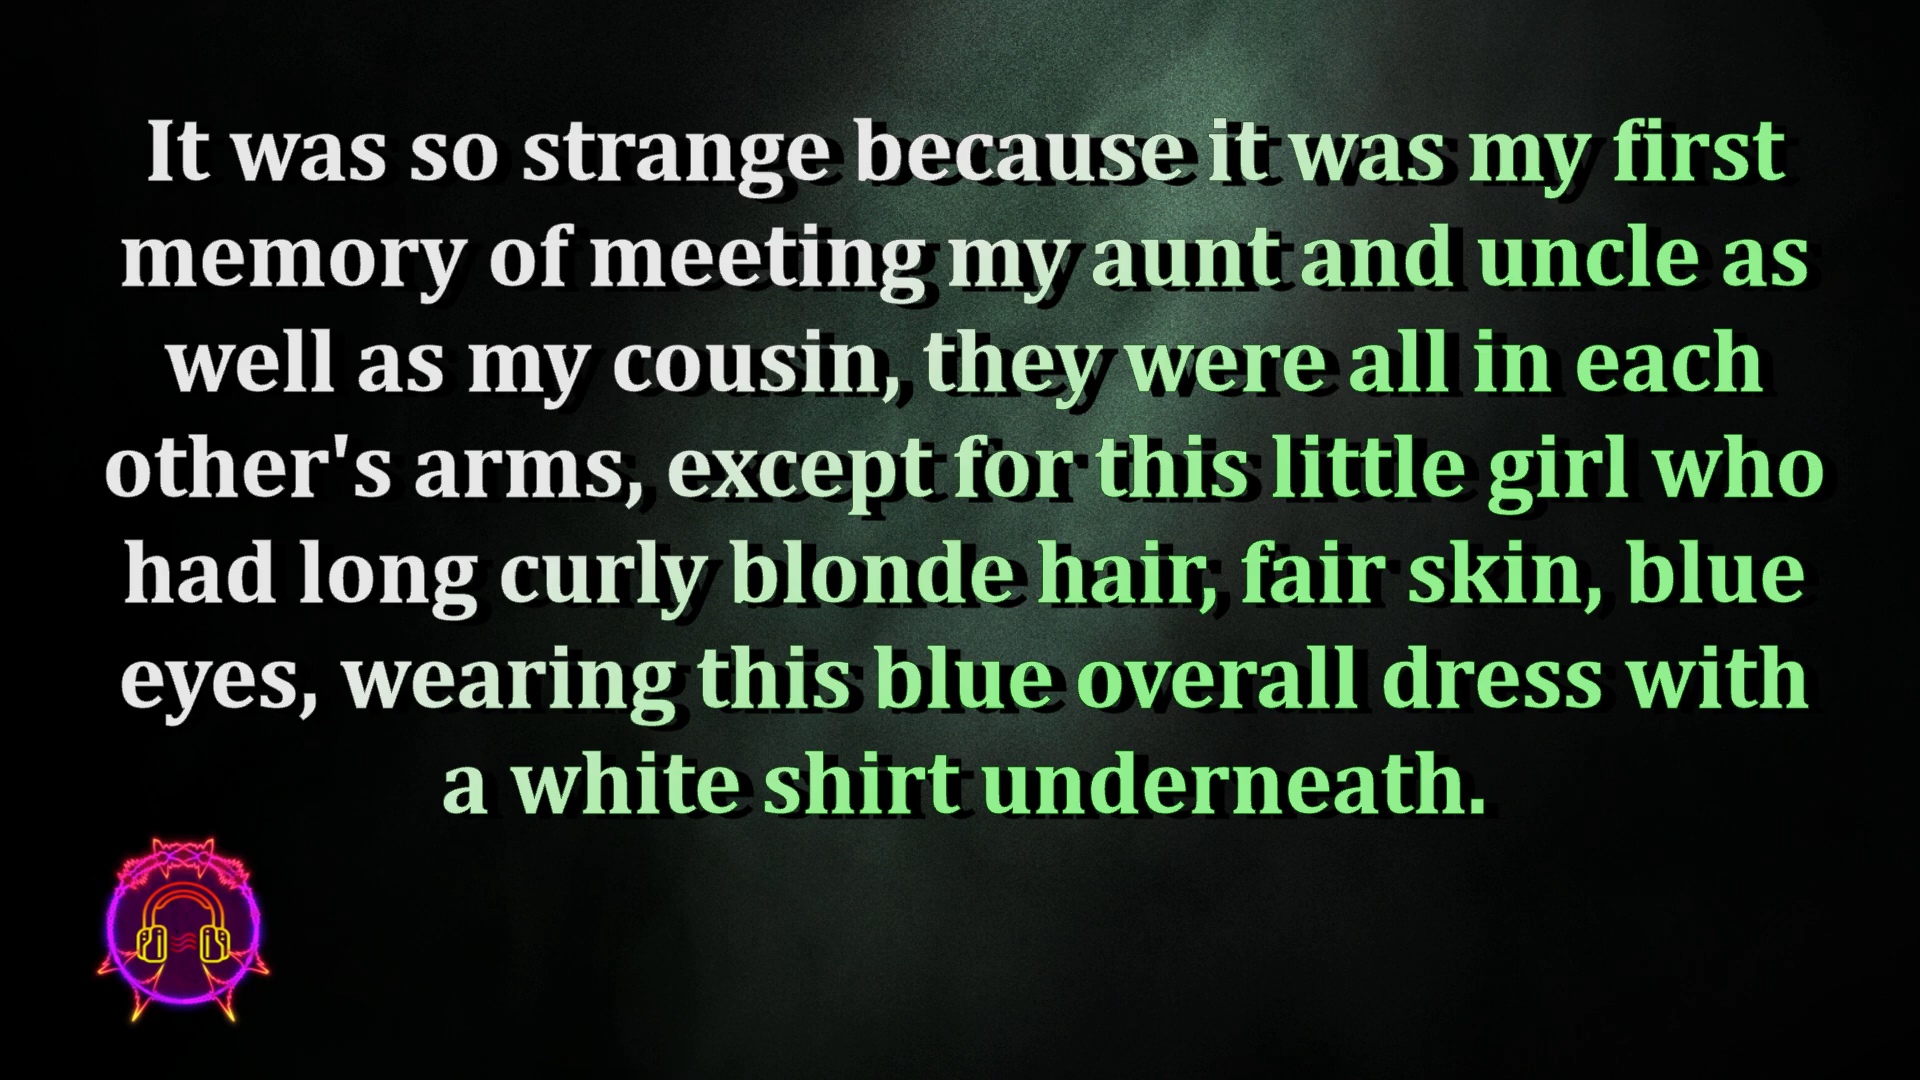 It was so strange because it was my first
memory of meeting my aunt and uncle as
well as my cousin, they were all in each
other's arms, except for this little girl who
had long curly blonde hair, fair skin, blue
eyes, wearing this blue overall dress with
a white shirt underneath.